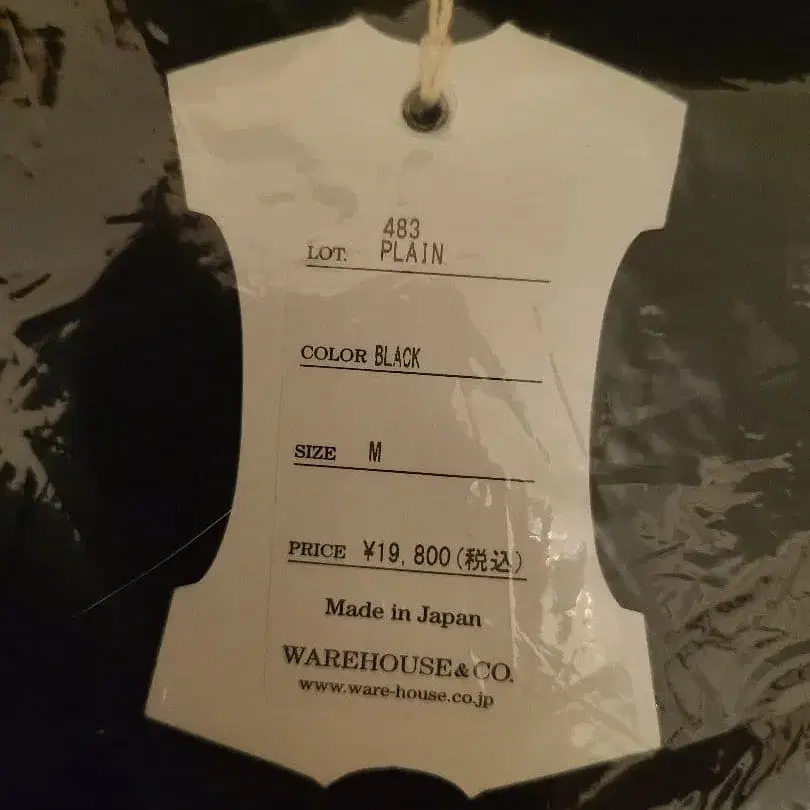 483
LOT. PLAIN
COLOR BLACK
SIZE M
PRICE ¥19,800(税込)
Made in Japan
WAREHOUSE&CO.
www.ware-house.co.jp